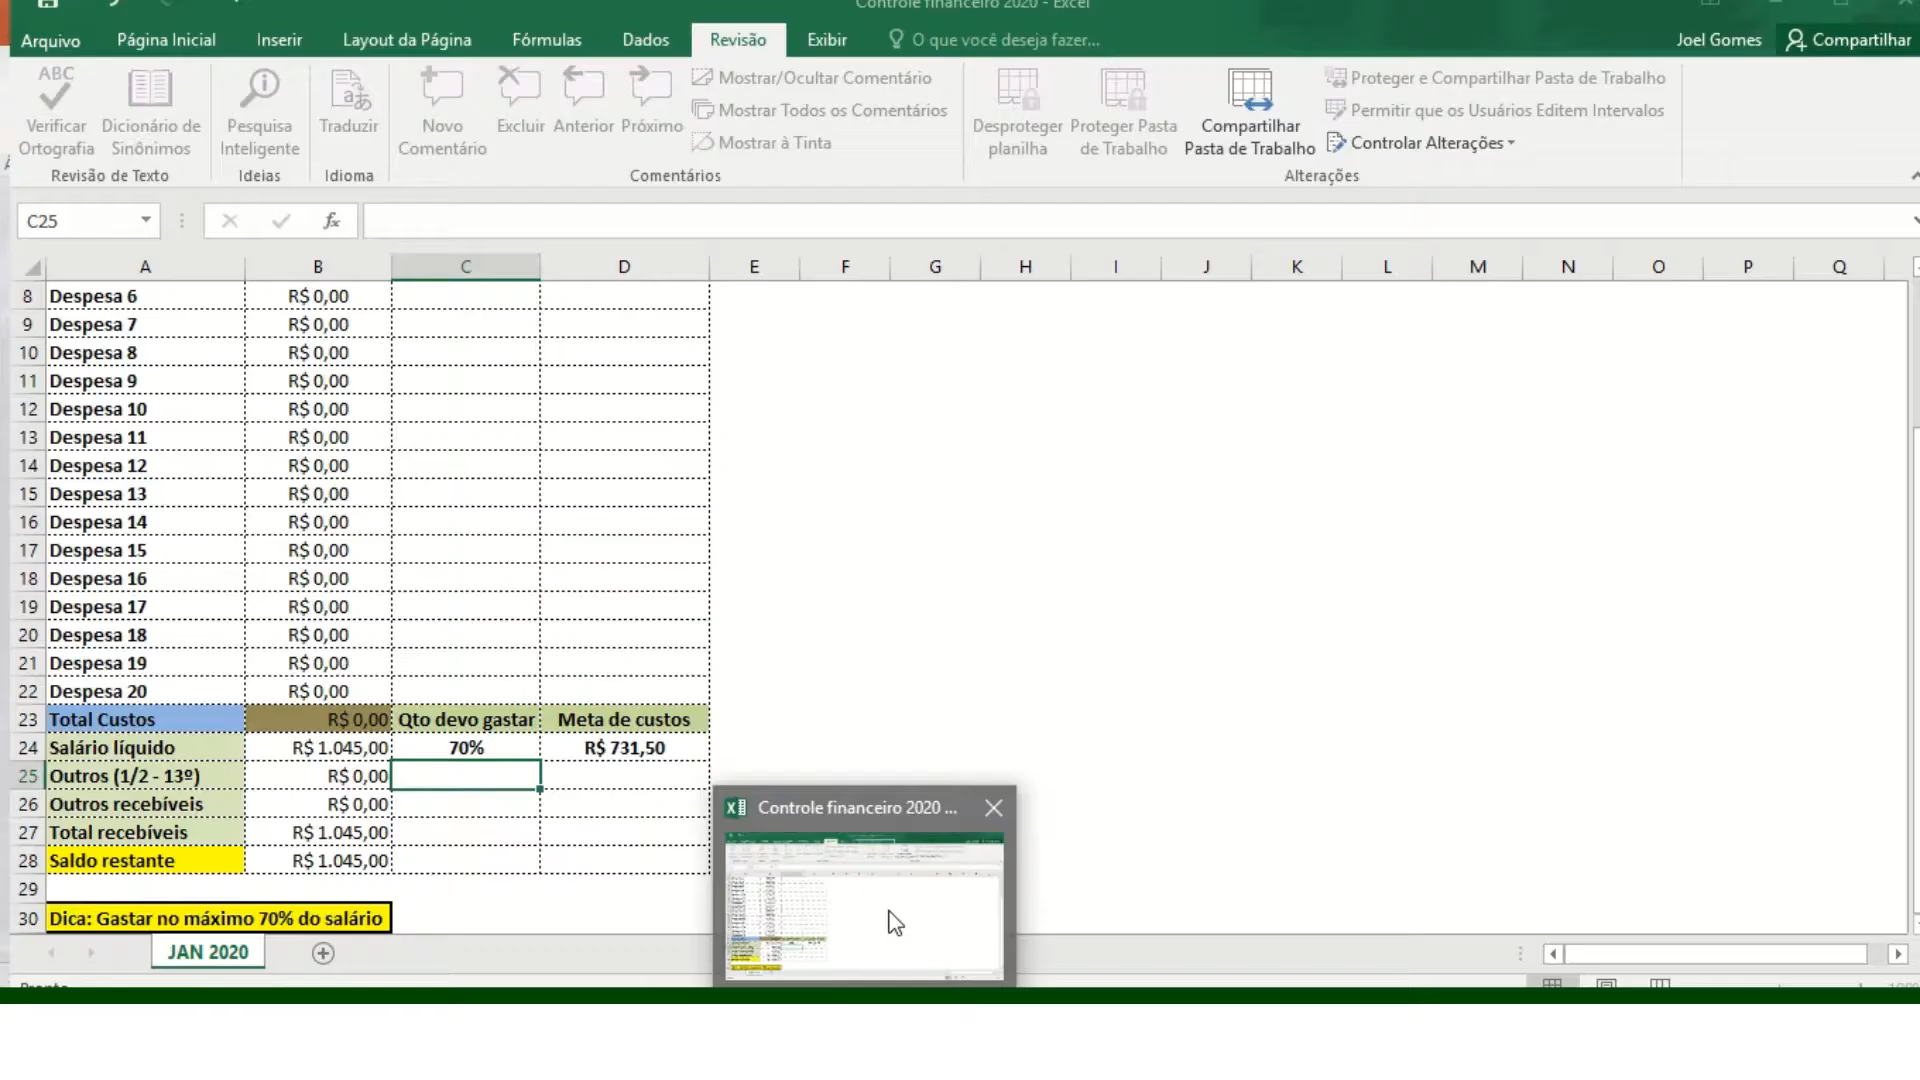 Controle financeiro 2020 - Excel
Arquivo Página Inicial Inserir Layout da Página Fórmulas Dados Revisão Exibir O que você deseja fazer... Joel Gomes Compartilhar
ABC
Verificar Ortografia
Dicionário de Sinônimos
Pesquisa Inteligente
Traduzir
Novo Comentário
Excluir Anterior Próximo
Mostrar/Ocultar Comentário
Mostrar Todos os Comentários
Mostrar à Tinta
Desproteger planilha
Proteger Pasta de Trabalho
Compartilhar Pasta de Trabalho
Proteger e Compartilhar Pasta de Trabalho
Permitir que os Usuários Editem Intervalos
Controlar Alterações
Revisão de Texto Ideias Idioma Comentários Alterações
C25 fx
A B C D E F G H I J K L M N O P Q
8 Despesa 6 R$ 0,00
9 Despesa 7 R$ 0,00
10 Despesa 8 R$ 0,00
11 Despesa 9 R$ 0,00
12 Despesa 10 R$ 0,00
13 Despesa 11 R$ 0,00
14 Despesa 12 R$ 0,00
15 Despesa 13 R$ 0,00
16 Despesa 14 R$ 0,00
17 Despesa 15 R$ 0,00
18 Despesa 16 R$ 0,00
19 Despesa 17 R$ 0,00
20 Despesa 18 R$ 0,00
21 Despesa 19 R$ 0,00
22 Despesa 20 R$ 0,00
23 Total Custos R$ 0,00 Qto devo gastar Meta de custos
24 Salário líquido R$ 1.045,00 70% R$ 731,50
25 Outros (1/2 - 13º) R$ 0,00
26 Outros recebíveis R$ 0,00
27 Total recebíveis R$ 1.045,00
28 Saldo restante R$ 1.045,00
29
30 Dica: Gastar no máximo 70% do salário
Controle financeiro 2020 ...
JAN 2020